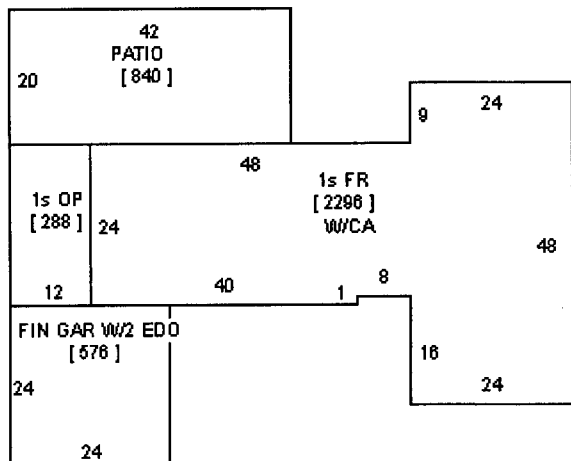 42
PATIO
[ 840 ]
20
24
9
48
1s FR
[ 2296 ]
W/CA
1s OP
[ 288 ]
24
48
8
12
40
1
FIN GAR W/2 EDO
[ 576 ]
16
24
24
24